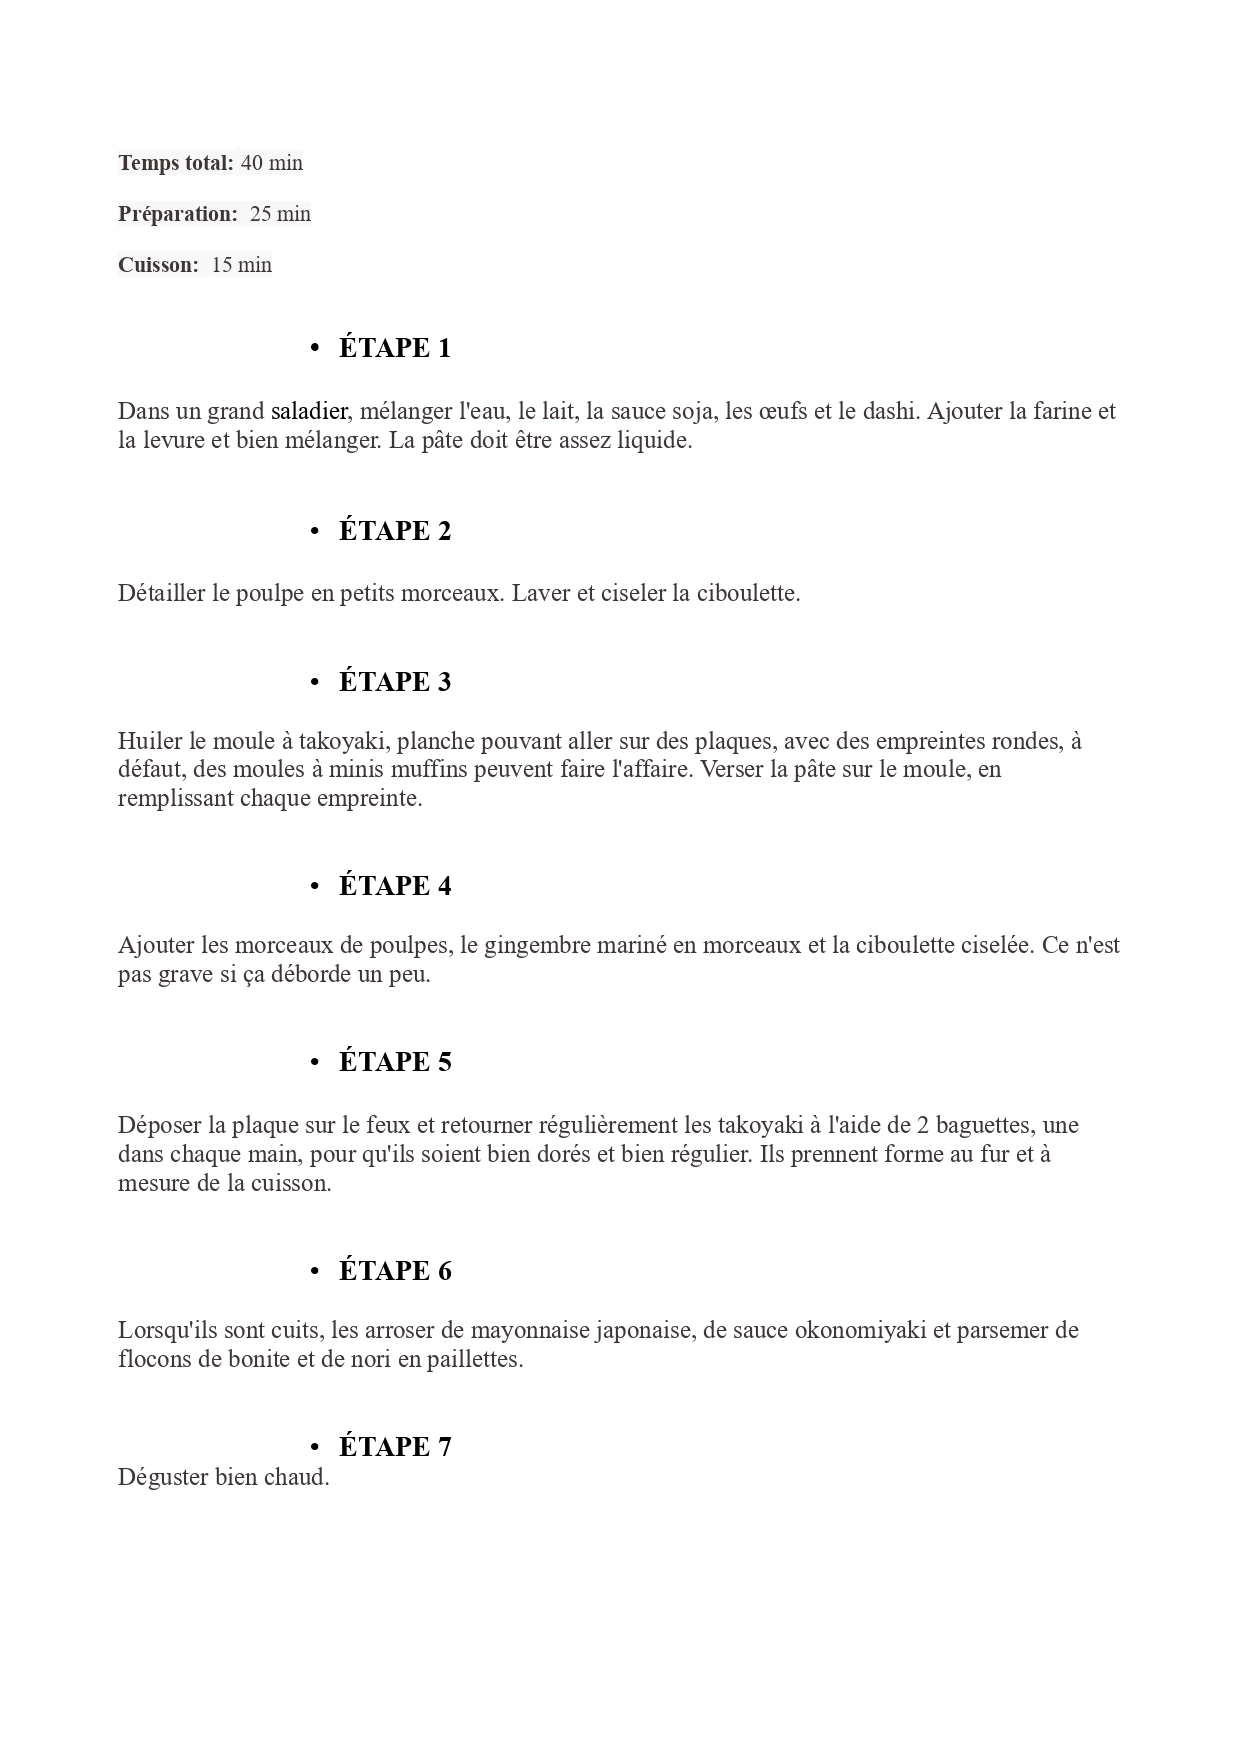 Temps total: 40 min
Préparation:  25 min
Cuisson:  15 min
• ÉTAPE 1
Dans un grand saladier, mélanger l'eau, le lait, la sauce soja, les œufs et le dashi. Ajouter la farine et
la levure et bien mélanger. La pâte doit être assez liquide.
• ÉTAPE 2
Détailler le poulpe en petits morceaux. Laver et ciseler la ciboulette.
• ÉTAPE 3
Huiler le moule à takoyaki, planche pouvant aller sur des plaques, avec des empreintes rondes, à
défaut, des moules à minis muffins peuvent faire l'affaire. Verser la pâte sur le moule, en
remplissant chaque empreinte.
• ÉTAPE 4
Ajouter les morceaux de poulpes, le gingembre mariné en morceaux et la ciboulette ciselée. Ce n'est
pas grave si ça déborde un peu.
• ÉTAPE 5
Déposer la plaque sur le feux et retourner régulièrement les takoyaki à l'aide de 2 baguettes, une
dans chaque main, pour qu'ils soient bien dorés et bien régulier. Ils prennent forme au fur et à
mesure de la cuisson.
• ÉTAPE 6
Lorsqu'ils sont cuits, les arroser de mayonnaise japonaise, de sauce okonomiyaki et parsemer de
flocons de bonite et de nori en paillettes.
• ÉTAPE 7
Déguster bien chaud.